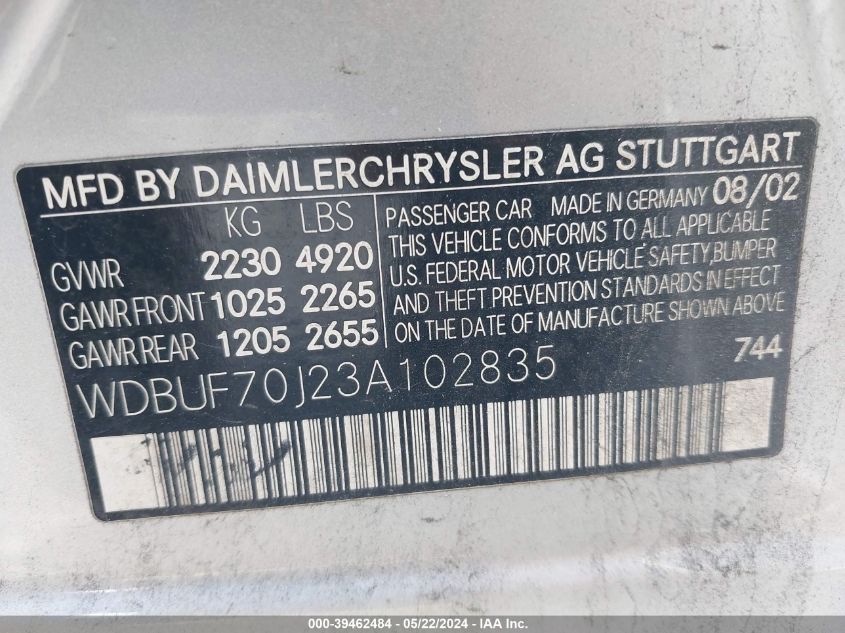 MFD BY DAIMLERCHRYSLER AG STUTTGART
KG LBS
GVWR 2230 4920
GAWR FRONT 1025 2265
GAWR REAR 1205 2655
PASSENGER CAR MADE IN GERMANY 08/02
THIS VEHICLE CONFORMS TO ALL APPLICABLE
U.S. FEDERAL MOTOR VEHICLE SAFETY, BUMPER
AND THEFT PREVENTION STANDARDS IN EFFECT
ON THE DATE OF MANUFACTURE SHOWN ABOVE
744
WDBUF70J23A102835
000-39462484 - 05/22/2024 - IAA, Inc.